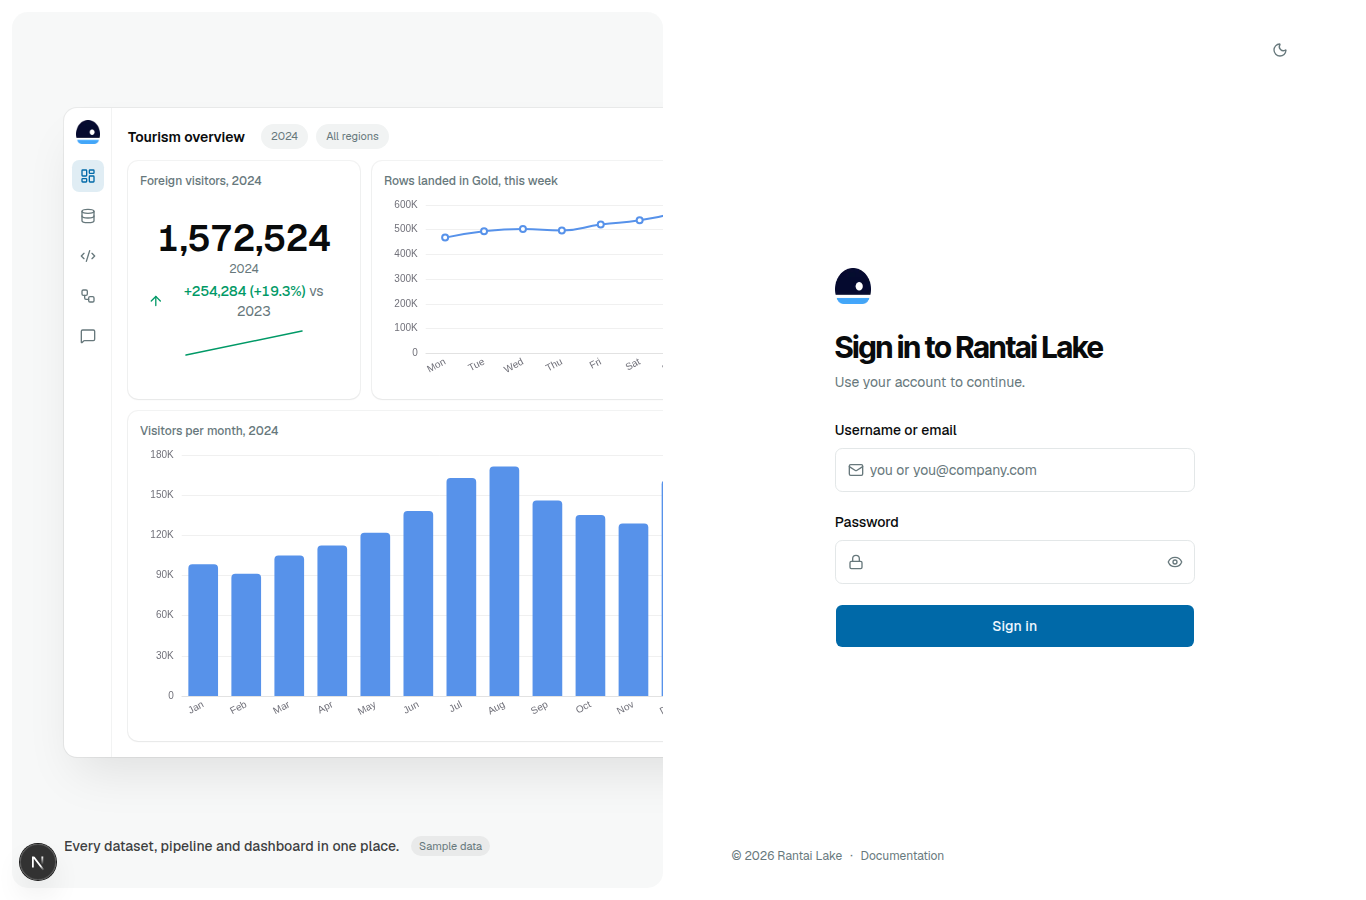 Tourism overview
2024
All regions
Foreign visitors, 2024
1,572,524
2024
+254,284 (+19.3%) vs
2023
Rows landed in Gold, this week
600K
500K
400K
300K
200K
100K
0
Mon
Tue
Wed
Thu
Fri
Sat
Visitors per month, 2024
180K
150K
120K
90K
60K
30K
0
Jan
Feb
Mar
Apr
May
Jun
Jul
Aug
Sep
Oct
Nov
Every dataset, pipeline and dashboard in one place.
Sample data
Sign in to Rantai Lake
Use your account to continue.
Username or email
you or you@company.com
Password
Sign in
© 2026 Rantai Lake · Documentation